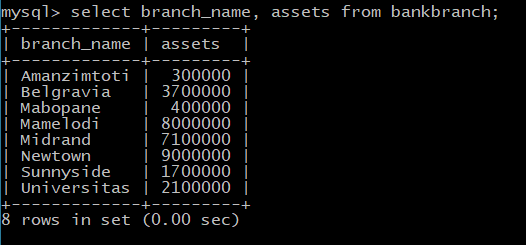 mysql> select branch_name, assets from bankbranch;
+-------------+---------+
| branch_name | assets  |
+-------------+---------+
| Amanzimtoti |  300000 |
| Belgravia   | 3700000 |
| Mabopane    |  400000 |
| Mamelodi    | 8000000 |
| Midrand     | 7100000 |
| Newtown     | 9000000 |
| Sunnyside   | 1700000 |
| Universitas | 2100000 |
+-------------+---------+
8 rows in set (0.00 sec)